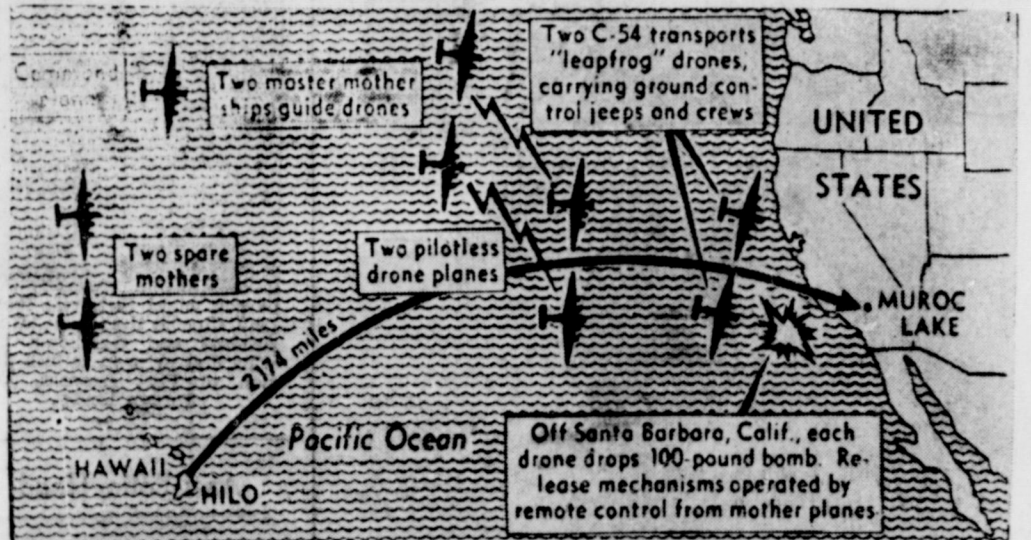 Command
Two master mother
ships guide drones
Two C-54 transports
"leapfrog" drones,
carrying ground con-
trol jeeps and crews
UNITED
STATES
Two spare
mothers
Two pilotless
drone planes
MUROC
LAKE
2174 miles
Pacific Ocean
HAWAII
HILO
Off Santa Barbara, Calif., each
drone drops 100-pound bomb. Re-
lease mechanisms operated by
remote control from mother planes